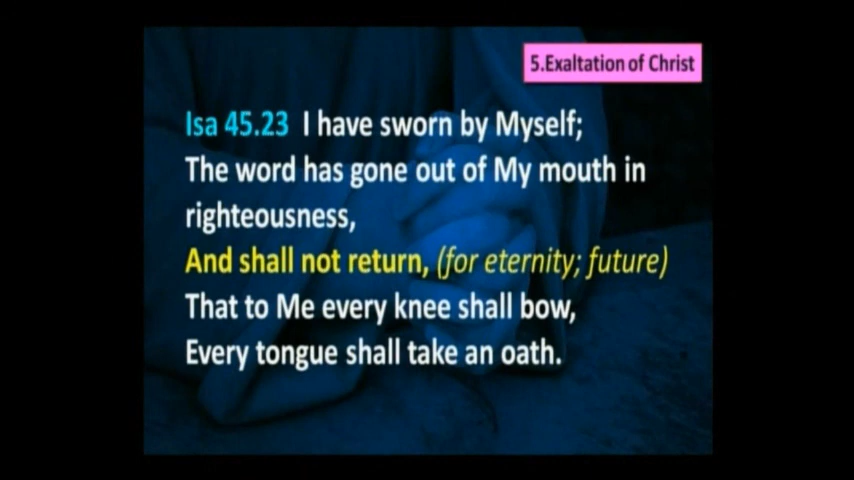 5.Exaltation of Christ
Isa 45.23 I have sworn by Myself;
The word has gone out of My mouth in
righteousness,
And shall not return, (for eternity; future)
That to Me every knee shall bow,
Every tongue shall take an oath.